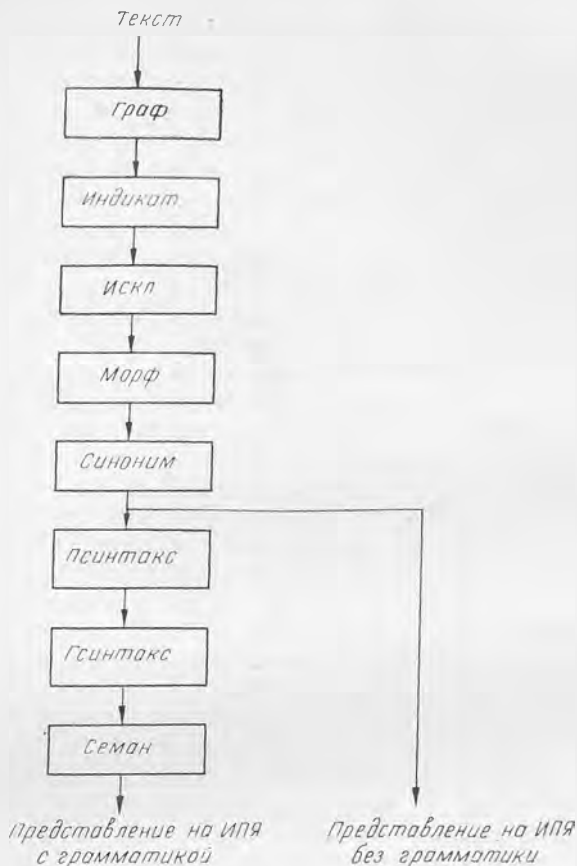 Текст
Граф
Индикат
Искл
Морф
Синоним
Псинтакс
Гсинтакс
Семан
Представление на ИПЯ
с грамматикой
Представление на ИПЯ
без грамматики